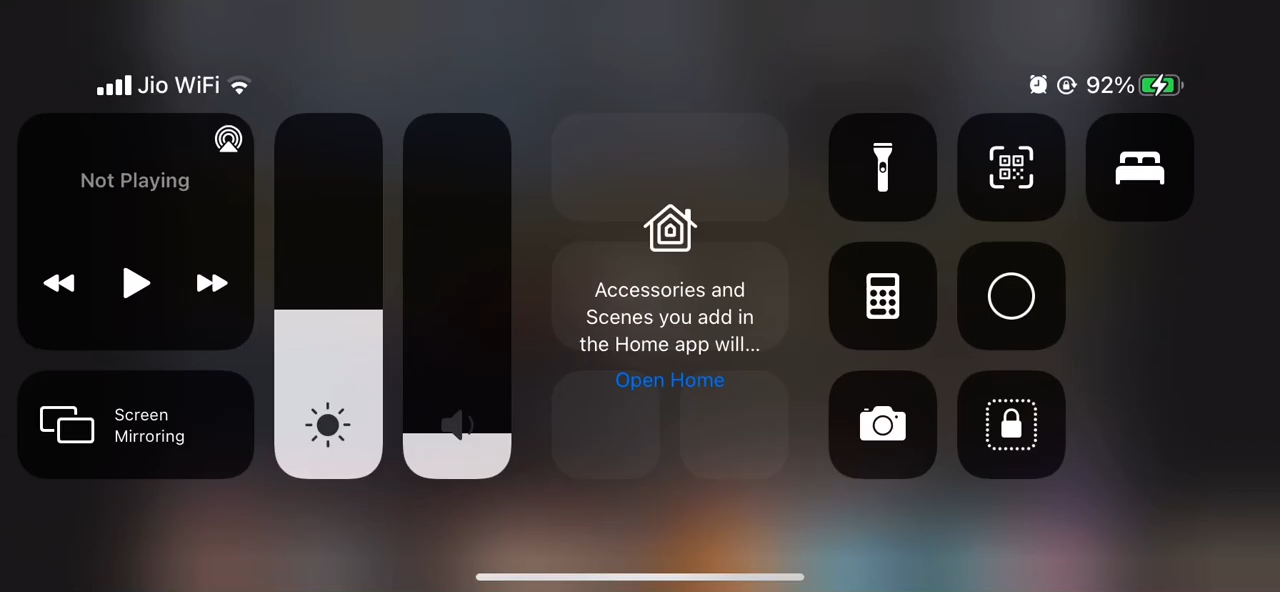 Jio WiFi
92%
Not Playing
Screen
Mirroring
Accessories and
Scenes you add in
the Home app will...
Open Home